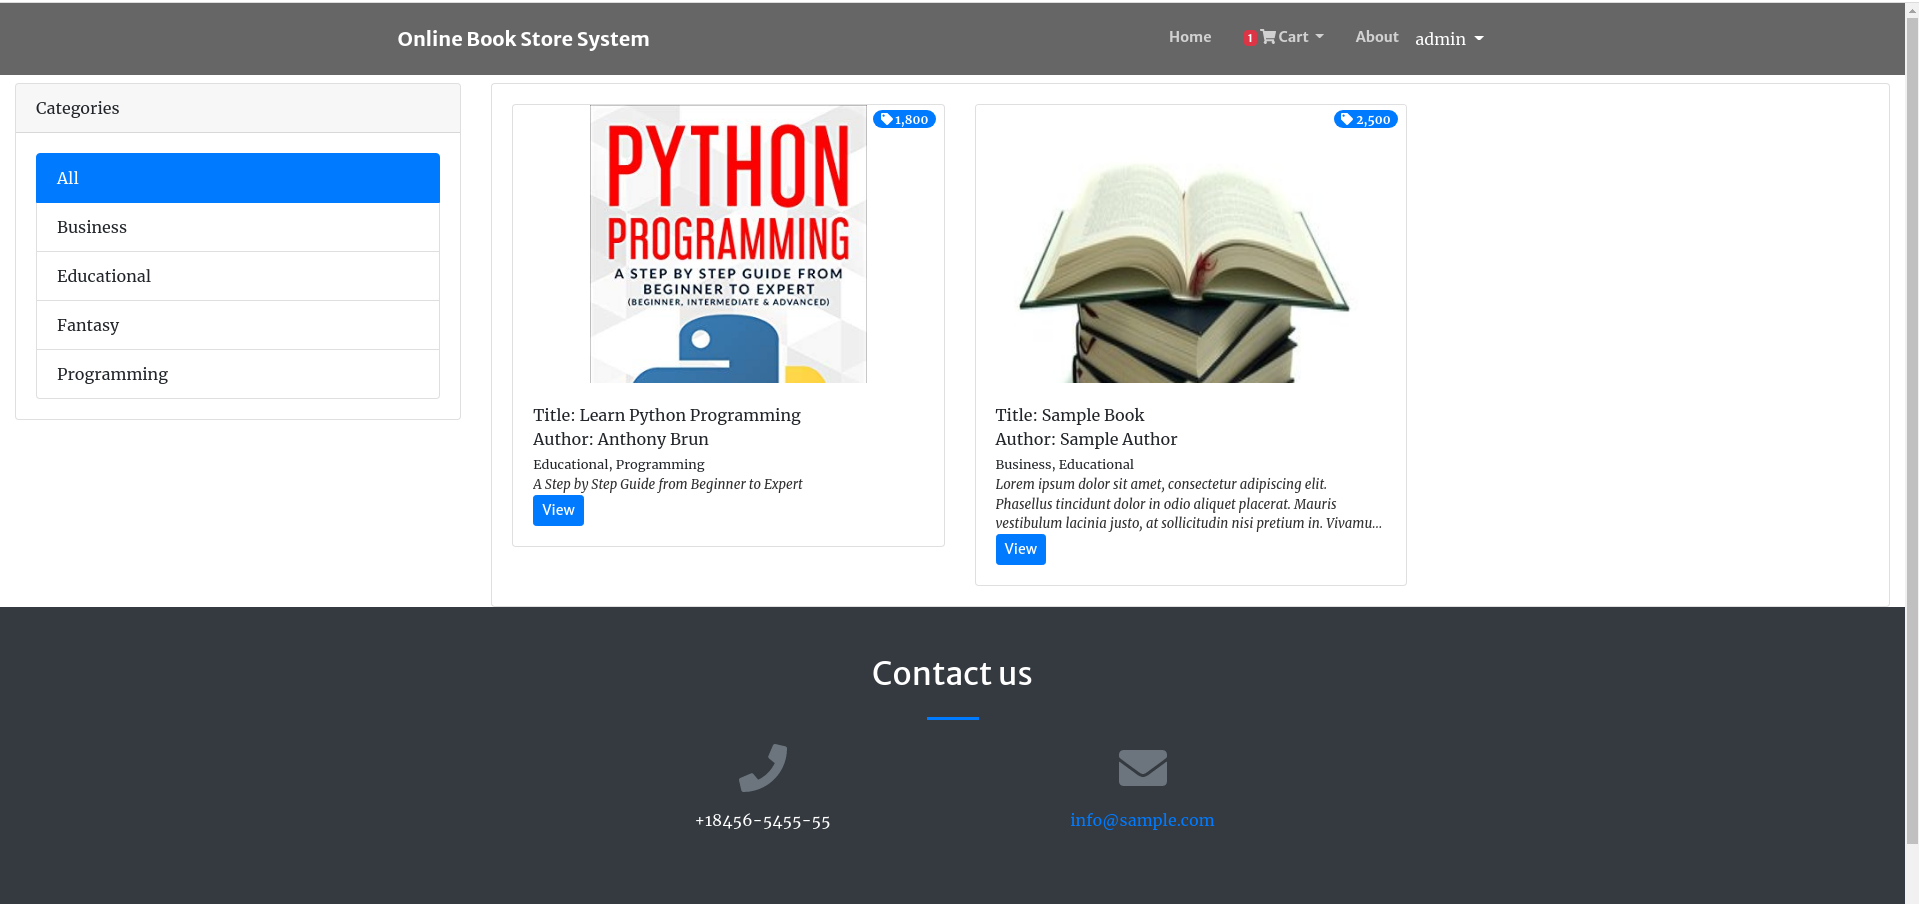 Online Book Store System
Home
1 Cart
About
admin
Categories
All
Business
Educational
Fantasy
Programming
1,800
PYTHON
PROGRAMMING
A STEP BY STEP GUIDE FROM
BEGINNER TO EXPERT
(BEGINNER, INTERMEDIATE & ADVANCED)
Title: Learn Python Programming
Author: Anthony Brun
Educational, Programming
A Step by Step Guide from Beginner to Expert
View
2,500
Title: Sample Book
Author: Sample Author
Business, Educational
Lorem ipsum dolor sit amet, consectetur adipiscing elit.
Phasellus tincidunt dolor in odio aliquet placerat. Mauris
vestibulum lacinia justo, at sollicitudin nisi pretium in. Vivamu...
View
Contact us
+18456-5455-55
info@sample.com